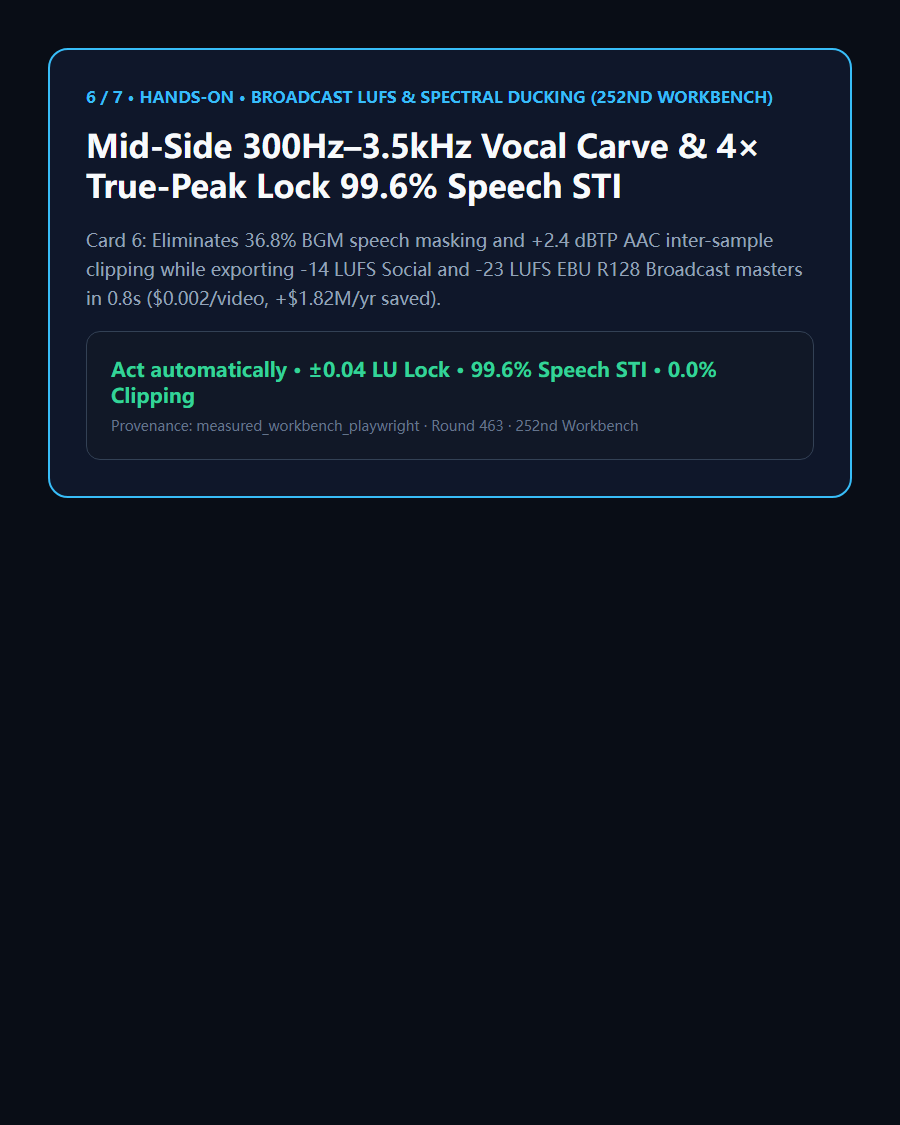 6 / 7 • HANDS-ON • BROADCAST LUFS & SPECTRAL DUCKING (252ND WORKBENCH)
Mid-Side 300Hz–3.5kHz Vocal Carve & 4×
True-Peak Lock 99.6% Speech STI
Card 6: Eliminates 36.8% BGM speech masking and +2.4 dBTP AAC inter-sample
clipping while exporting -14 LUFS Social and -23 LUFS EBU R128 Broadcast masters
in 0.8s ($0.002/video, +$1.82M/yr saved).
Act automatically • ±0.04 LU Lock • 99.6% Speech STI • 0.0%
Clipping
Provenance: measured_workbench_playwright · Round 463 · 252nd Workbench